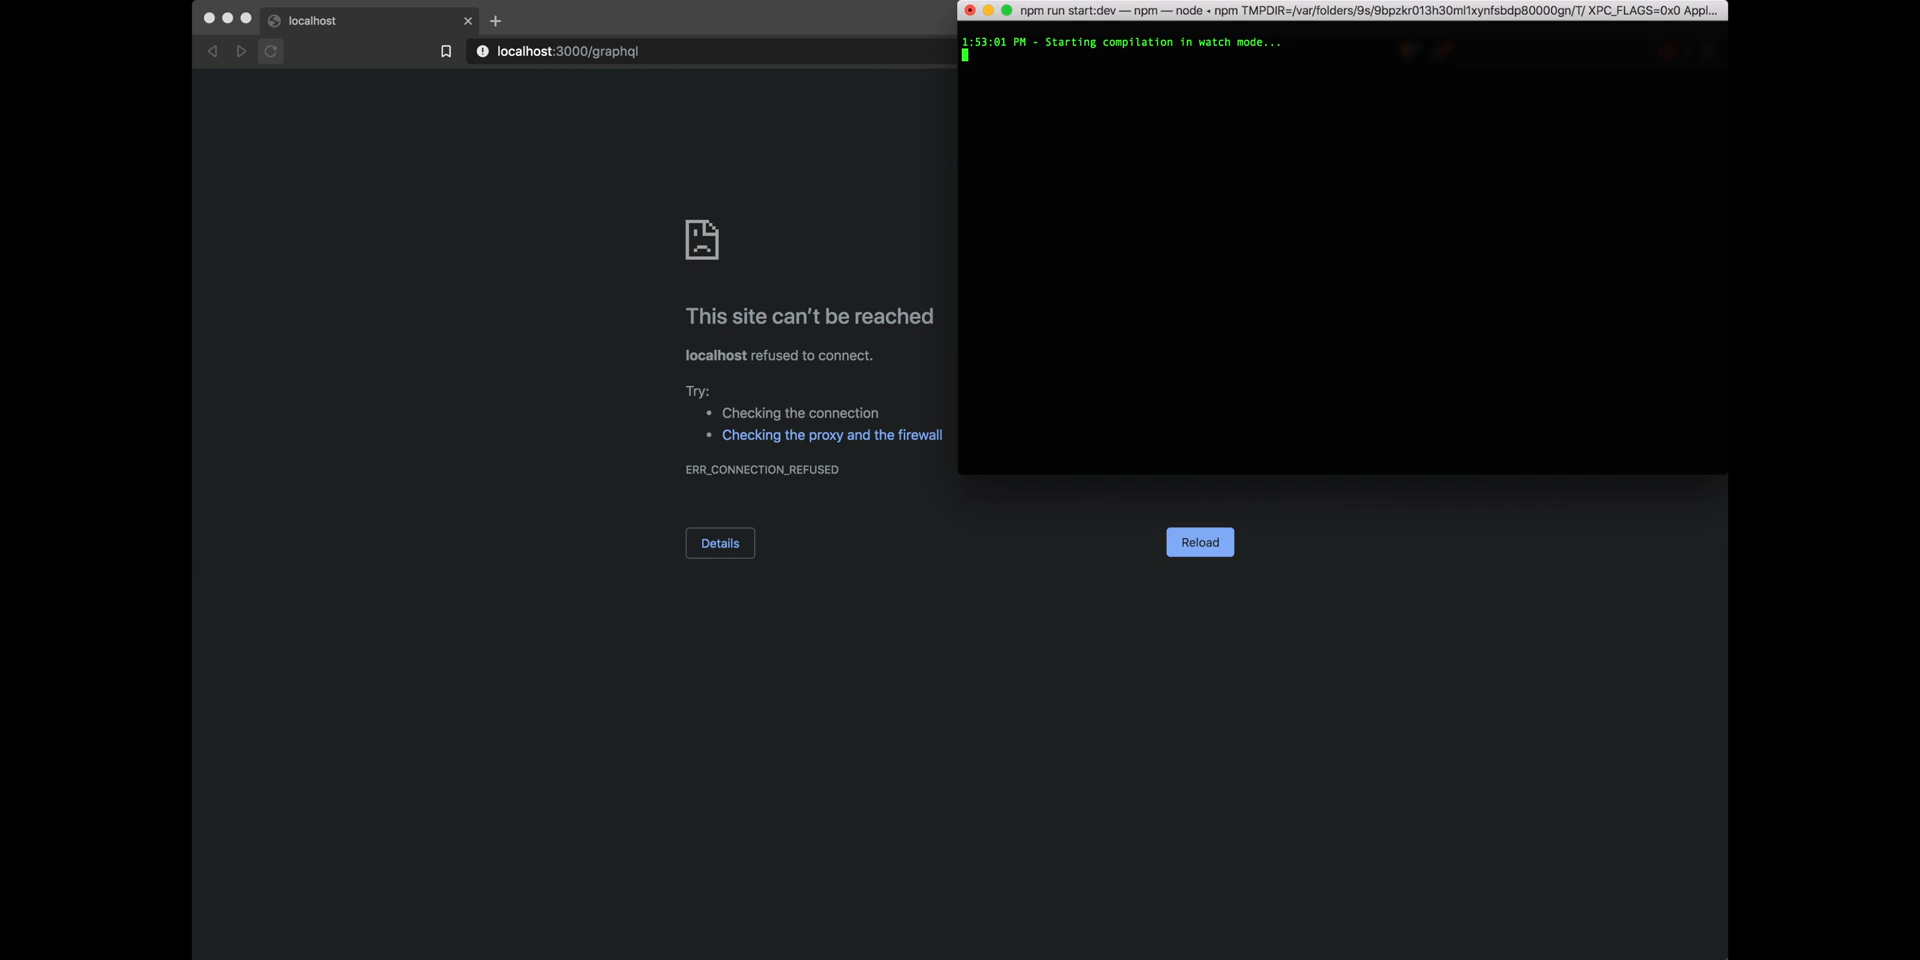 localhost
localhost:3000/graphql
npm run start:dev — npm — node ◂ npm TMPDIR=/var/folders/9s/9bpzkr013h30ml1xynfsbdp80000gn/T/ XPC_FLAGS=0x0 Appl...
1:53:01 PM - Starting compilation in watch mode...
This site can’t be reached
localhost refused to connect.
Try:
• Checking the connection
• Checking the proxy and the firewall
ERR_CONNECTION_REFUSED
Details
Reload